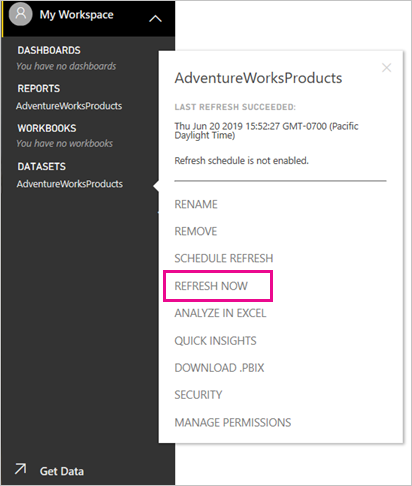 My Workspace
DASHBOARDS
You have no dashboards
REPORTS
AdventureWorksProducts
WORKBOOKS
You have no workbooks
DATASETS
AdventureWorksProducts
Get Data
AdventureWorksProducts
LAST REFRESH SUCCEEDED:
Thu Jun 20 2019 15:52:27 GMT-0700 (Pacific
Daylight Time)
Refresh schedule is not enabled.
RENAME
REMOVE
SCHEDULE REFRESH
REFRESH NOW
ANALYZE IN EXCEL
QUICK INSIGHTS
DOWNLOAD .PBIX
SECURITY
MANAGE PERMISSIONS